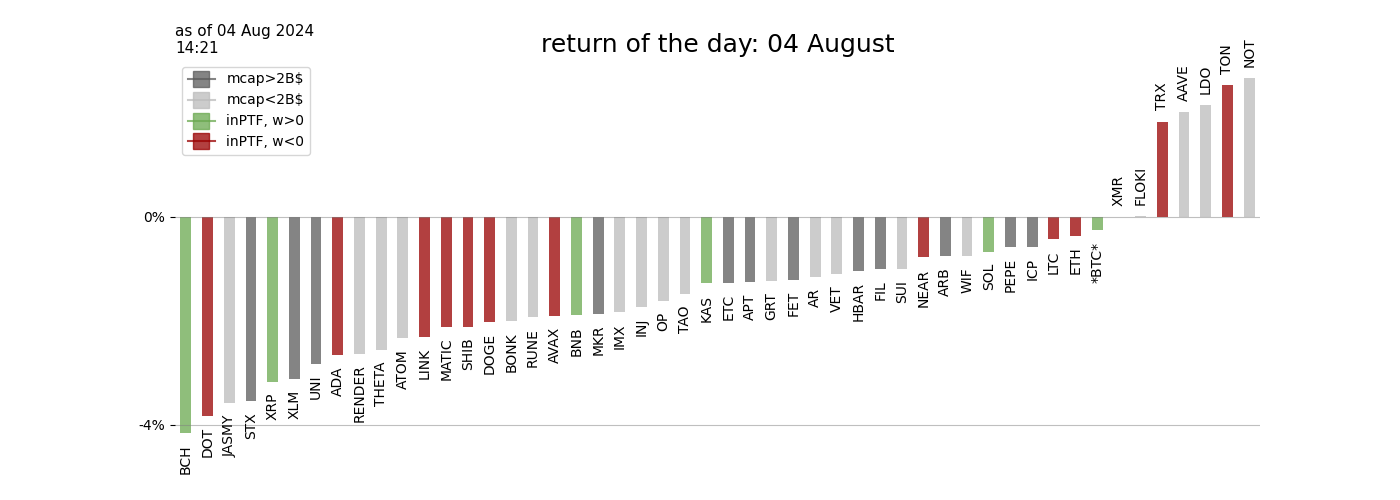 as of 04 Aug 2024
14:21
return of the day: 04 August
mcap>2B$
mcap<2B$
inPTF, w>0
inPTF, w<0
0%
-4%
BCH
DOT
JASMY
STX
XRP
XLM
UNI
ADA
RENDER
THETA
ATOM
LINK
MATIC
SHIB
DOGE
BONK
RUNE
AVAX
BNB
MKR
IMX
INJ
OP
TAO
KAS
ETC
APT
GRT
FET
AR
VET
HBAR
FIL
SUI
NEAR
ARB
WIF
SOL
PEPE
ICP
LTC
ETH
*BTC*
XMR
FLOKI
TRX
AAVE
LDO
TON
NOT